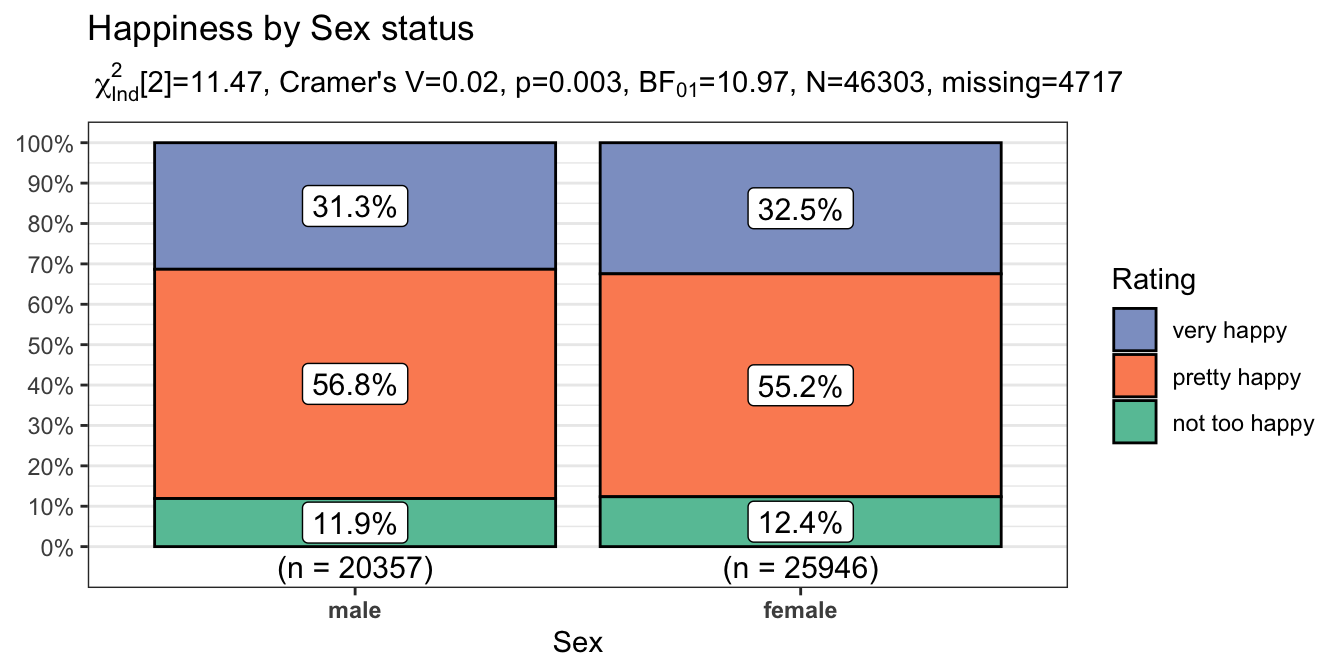 Happiness by Sex status
χ²Ind[2]=11.47, Cramer's V=0.02, p=0.003, BF₀₁=10.97, N=46303, missing=4717
100%
90%
80%
70%
60%
50%
40%
30%
20%
10%
0%
31.3%
56.8%
11.9%
(n = 20357)
32.5%
55.2%
12.4%
(n = 25946)
male
female
Sex
Rating
very happy
pretty happy
not too happy